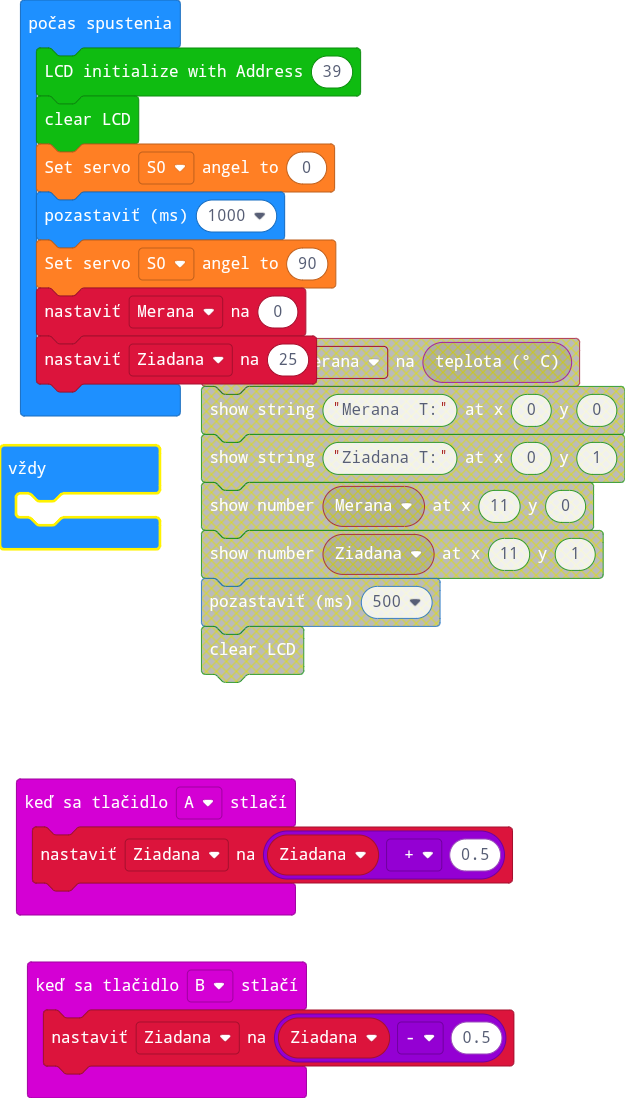 počas spustenia
LCD initialize with Address 39
clear LCD
Set servo S0 angel to 0
pozastaviť (ms) 1000
Set servo S0 angel to 90
nastaviť Merana na 0
nastaviť Ziadana na 25
erana na teplota (° C)
show string "Merana  T:" at x 0 y 0
show string "Ziadana T:" at x 0 y 1
vždy
show number Merana at x 11 y 0
show number Ziadana at x 11 y 1
pozastaviť (ms) 500
clear LCD
keď sa tlačidlo A stlačí
nastaviť Ziadana na Ziadana + 0.5
keď sa tlačidlo B stlačí
nastaviť Ziadana na Ziadana - 0.5